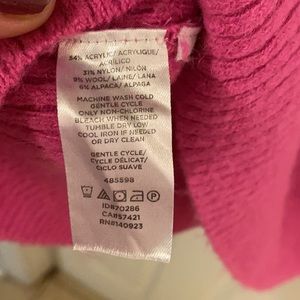 54% ACRYLIC/ ACRYLIQUE/
ACRÍLICO
31% NYLON/ NILÓN
9% WOOL/ LAINE/ LANA
6% ALPACA/ ALPAGA
MACHINE WASH COLD
GENTLE CYCLE
ONLY NON-CHLORINE
BLEACH WHEN NEEDED
TUMBLE DRY LOW/
COOL IRON IF NEEDED
OR DRY CLEAN
GENTLE CYCLE/
CYCLE DÉLICAT/
CICLO SUAVE
485598
ID#70286
CA#57421
RN#140923